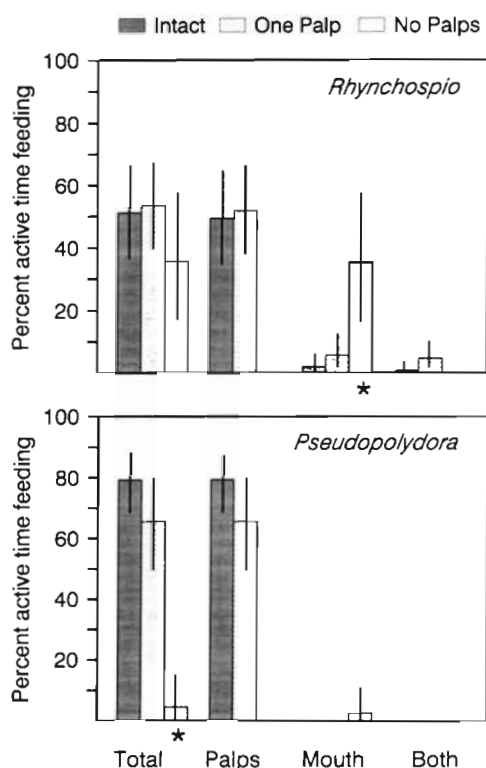 Intact One Palp No Palps
Rhynchospio
Percent active time feeding
100
80
60
40
20
*
Pseudopolydora
Percent active time feeding
100
80
60
40
20
*
Total Palps Mouth Both